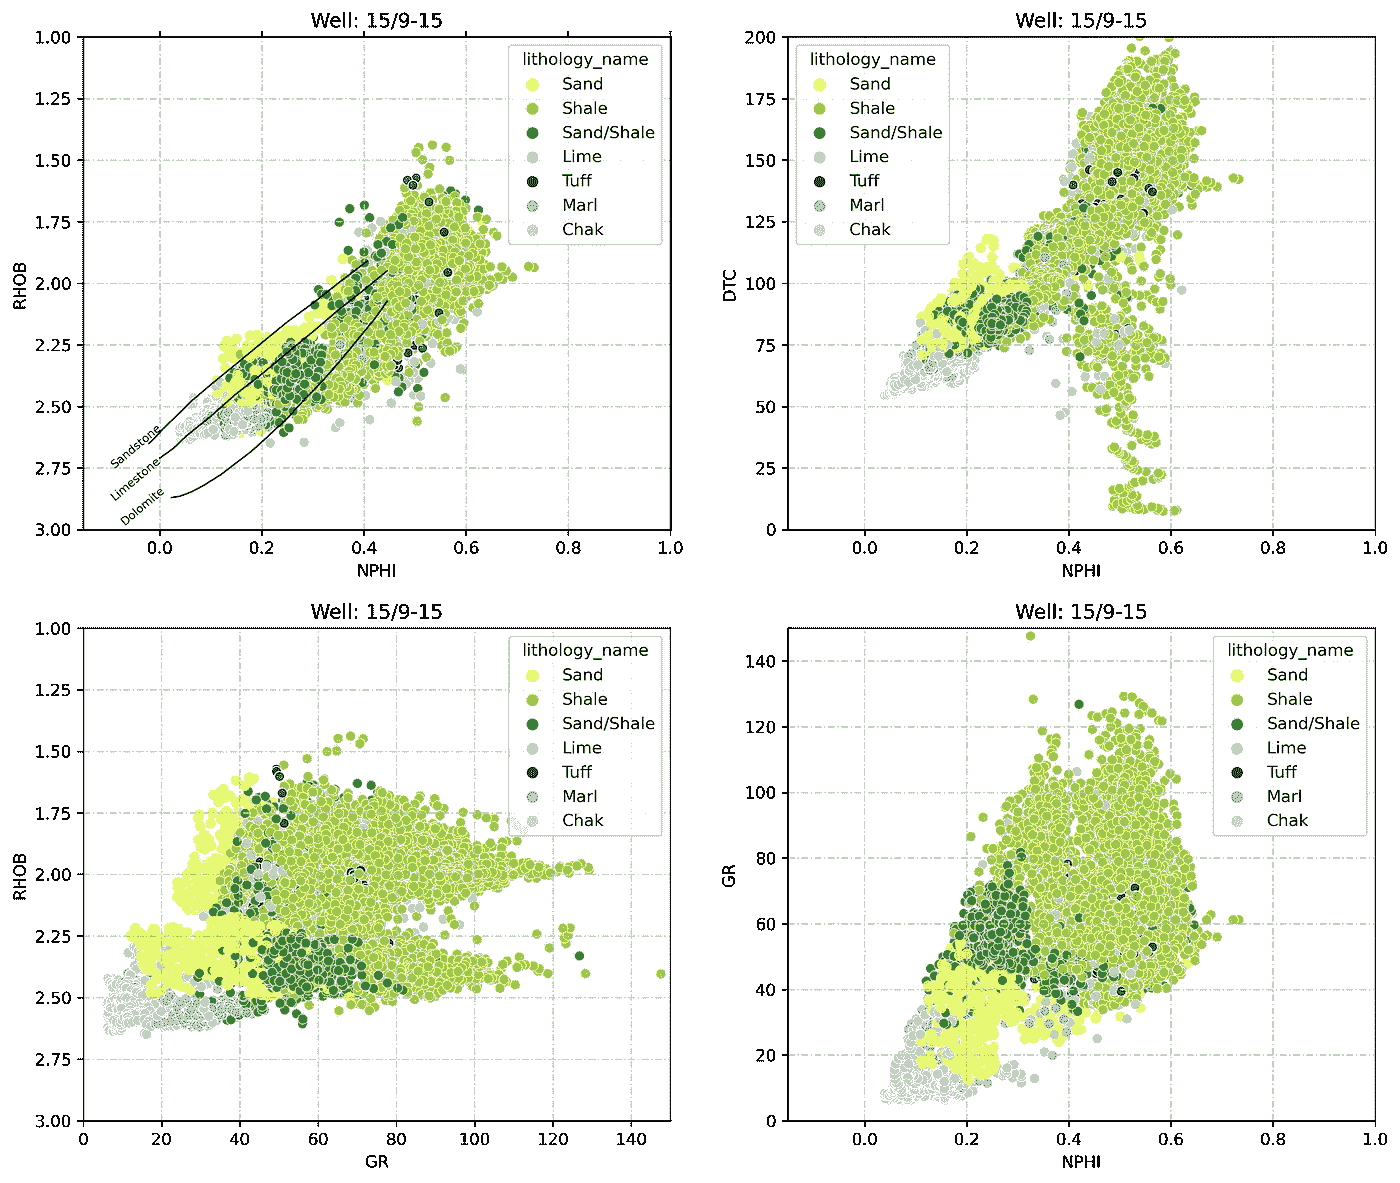 Well: 15/9-15
1.00
1.25
1.50
1.75
2.00
2.25
2.50
2.75
3.00
RHOB
0.0 0.2 0.4 0.6 0.8 1.0
NPHI
lithology_name
Sand
Shale
Sand/Shale
Lime
Tuff
Marl
Chak
Sandstone
Limestone
Dolomite
Well: 15/9-15
200
175
150
125
100
75
50
25
0
DTC
0.0 0.2 0.4 0.6 0.8 1.0
NPHI
lithology_name
Sand
Shale
Sand/Shale
Lime
Tuff
Marl
Chak
Well: 15/9-15
1.00
1.25
1.50
1.75
2.00
2.25
2.50
2.75
3.00
RHOB
0 20 40 60 80 100 120 140
GR
lithology_name
Sand
Shale
Sand/Shale
Lime
Tuff
Marl
Chak
Well: 15/9-15
140
120
100
80
60
40
20
0
GR
0.0 0.2 0.4 0.6 0.8 1.0
NPHI
lithology_name
Sand
Shale
Sand/Shale
Lime
Tuff
Marl
Chak